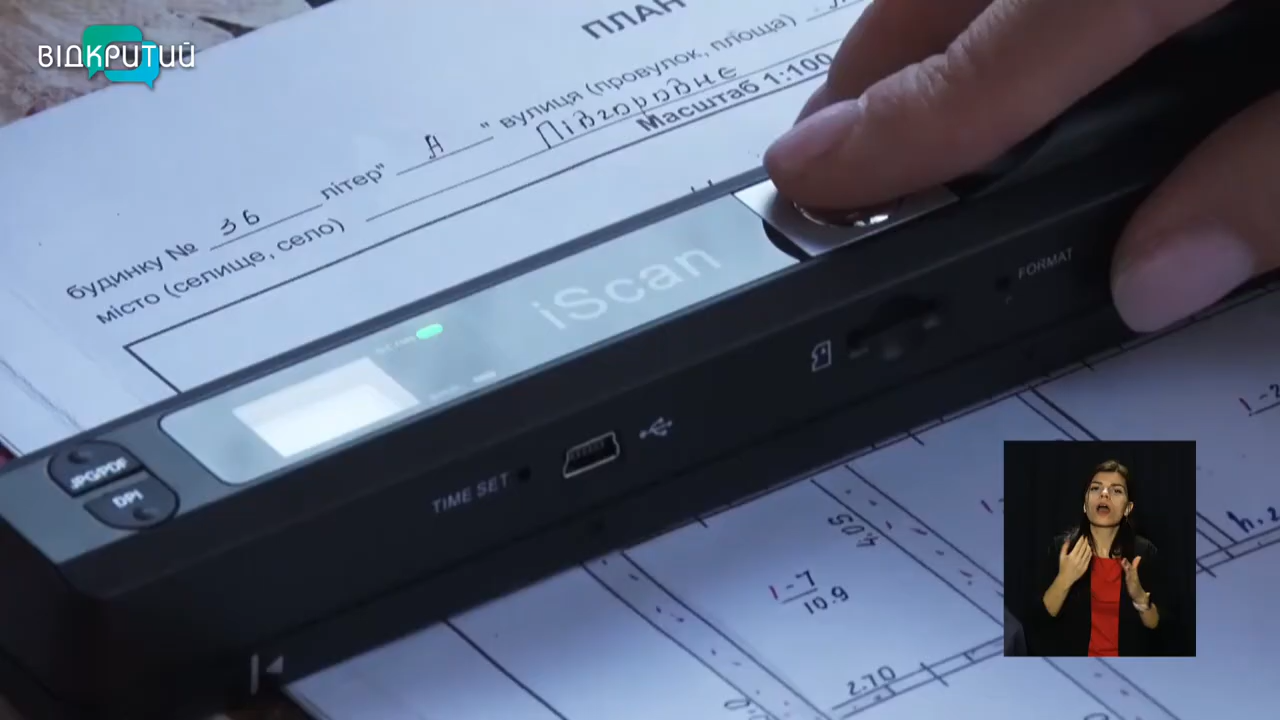 ВІДКРИТИЙ
ПЛАН
будинку № 36 літер" А " вулиця (провулок, площа)
місто (селище, село) Підгородне
Масштаб 1:100
iScan
JPG/PDF
DPI
TIME SET
FORMAT
4.05
1-7
10.9
2.70